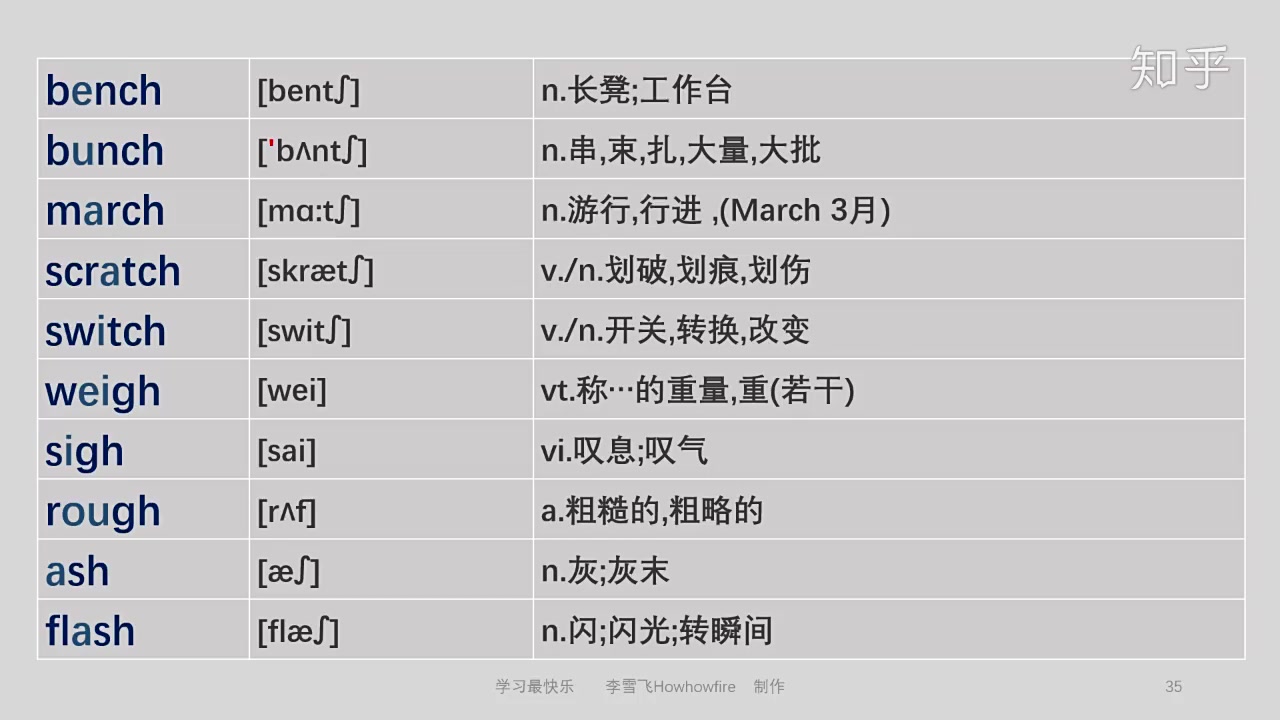 知乎
bench [bentʃ] n.长凳;工作台
bunch ['bʌntʃ] n.串,束,扎,大量,大批
march [mɑ:tʃ] n.游行,行进 ,(March 3月)
scratch [skrætʃ] v./n.划破,划痕,划伤
switch [switʃ] v./n.开关,转换,改变
weigh [wei] vt.称…的重量,重(若干)
sigh [sai] vi.叹息;叹气
rough [rʌf] a.粗糙的,粗略的
ash [æʃ] n.灰;灰末
flash [flæʃ] n.闪;闪光;转瞬间
学习最快乐 李雪飞Howhowfire 制作 35